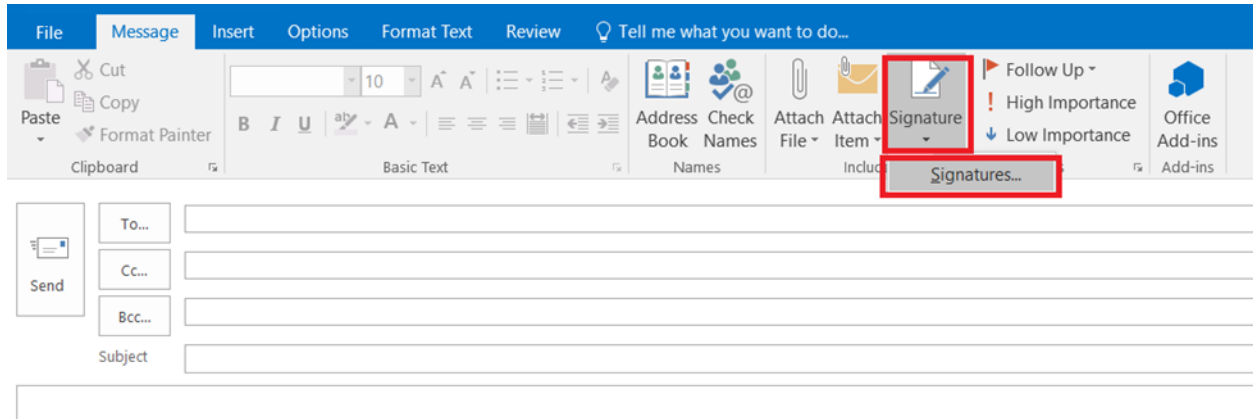 File Message Insert Options Format Text Review Tell me what you want to do...
Cut
Copy
Format Painter
Paste
Clipboard
10
B I U
A
Basic Text
Address Book
Check Names
Names
Attach File
Attach Item
Signature
Includ
Signatures...
Follow Up
High Importance
Low Importance
Office Add-ins
Add-ins
Send
To...
Cc...
Bcc...
Subject